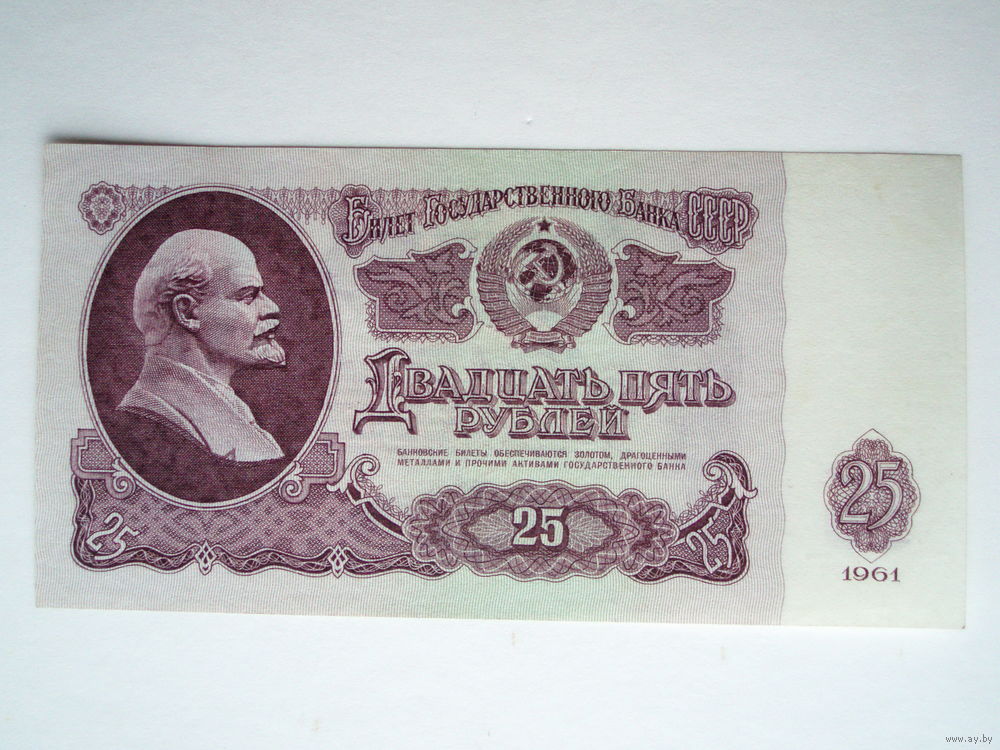 Билет Государственного Банка СССР
Двадцать пять
рублей
БАНКОВСКИЕ БИЛЕТЫ ОБЕСПЕЧИВАЮТСЯ ЗОЛОТОМ, ДРАГОЦЕННЫМИ
МЕТАЛЛАМИ И ПРОЧИМИ АКТИВАМИ ГОСУДАРСТВЕННОГО БАНКА
25
25
25
25
1961
www.ay.by